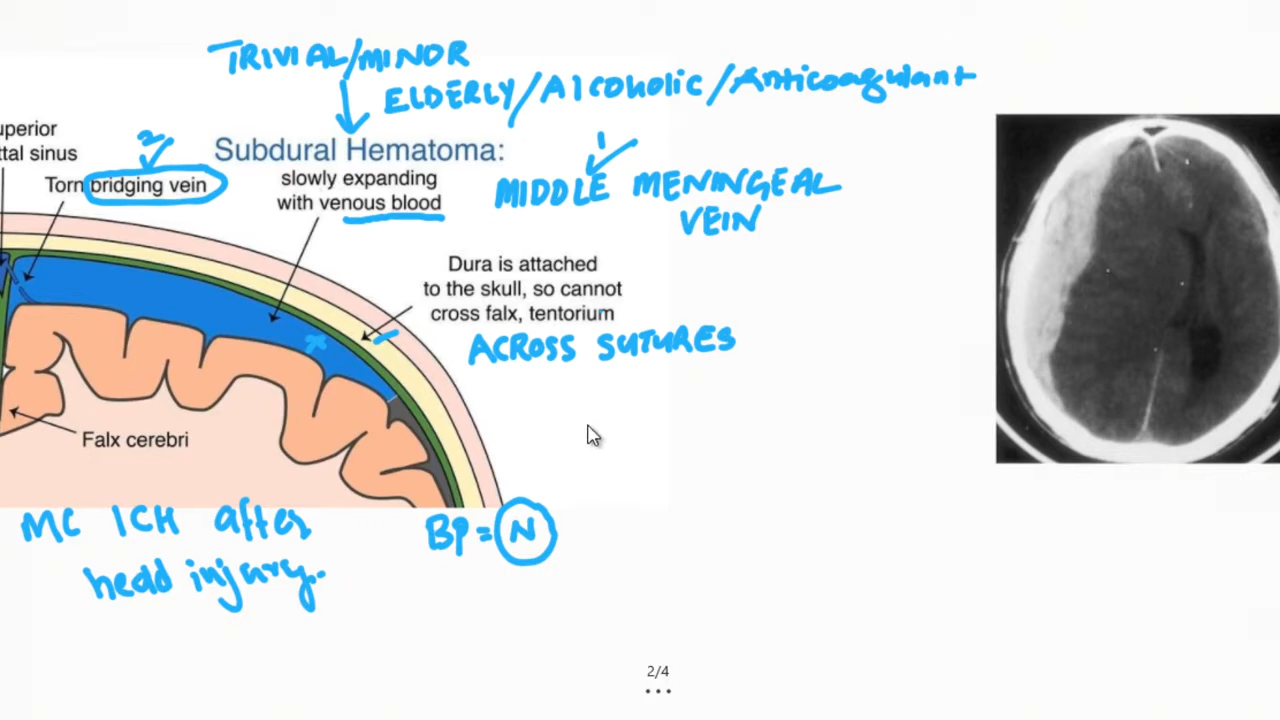 TRIVIAL/MINOR
ELDERLY/Alcoholic/Anticoagulant
uperior
ttal sinus
2
Subdural Hematoma:
1
Torn bridging vein
slowly expanding
with venous blood
MIDDLE MENINGEAL
VEIN
Dura is attached
to the skull, so cannot
cross falx, tentorium
ACROSS SUTURES
x
Falx cerebri
MC ICH after
head injury.
BP = N
2/4